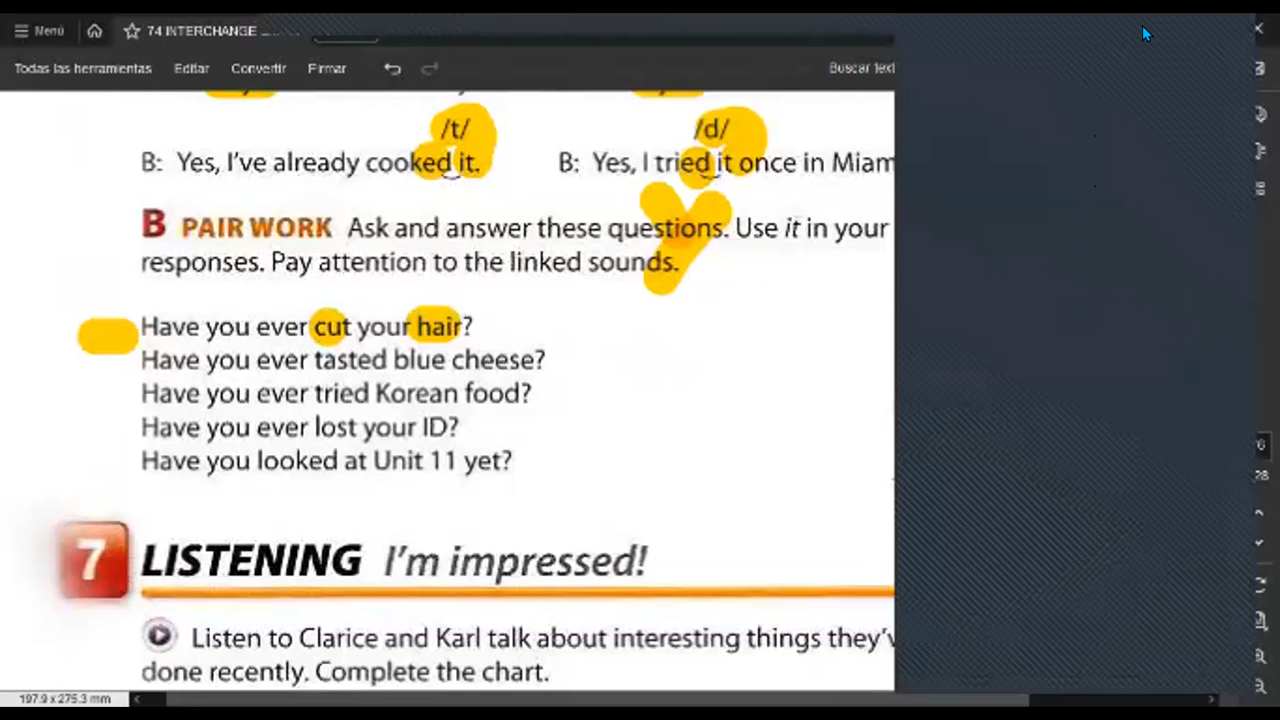 Menú 74 INTERCHANGE
Todas las herramientas Editar Convertir Firmar Buscar text
/t/ /d/
B: Yes, I've already cooked it. B: Yes, I tried it once in Miam
B PAIR WORK Ask and answer these questions. Use it in your
responses. Pay attention to the linked sounds.
Have you ever cut your hair?
Have you ever tasted blue cheese?
Have you ever tried Korean food?
Have you ever lost your ID?
Have you looked at Unit 11 yet?
7 LISTENING I'm impressed!
Listen to Clarice and Karl talk about interesting things they'v
done recently. Complete the chart.
197.9 x 275.3 mm